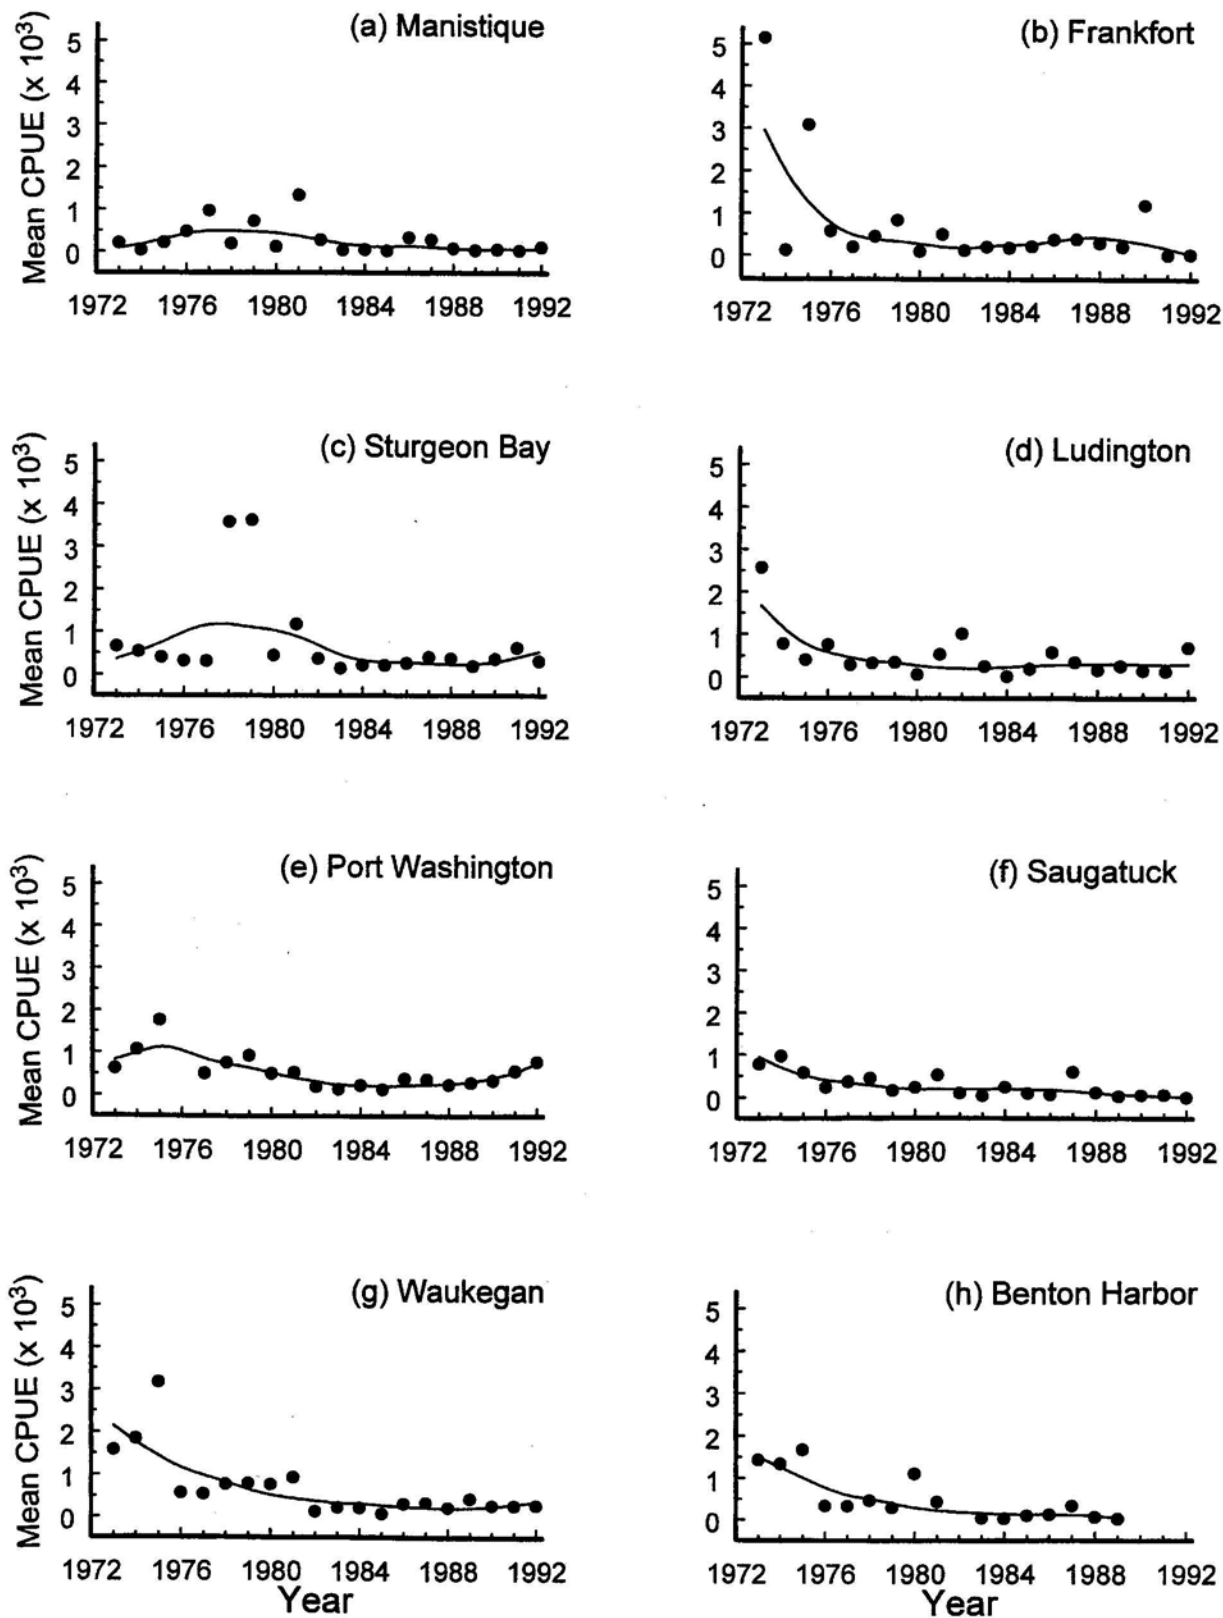 (a) Manistique
Mean CPUE (x 10³)
5
4
3
2
1
0
1972 1976 1980 1984 1988 1992
(b) Frankfort
5
4
3
2
1
0
1972 1976 1980 1984 1988 1992
(c) Sturgeon Bay
Mean CPUE (x 10³)
5
4
3
2
1
0
1972 1976 1980 1984 1988 1992
(d) Ludington
5
4
3
2
1
0
1972 1976 1980 1984 1988 1992
(e) Port Washington
Mean CPUE (x 10³)
5
4
3
2
1
0
1972 1976 1980 1984 1988 1992
(f) Saugatuck
5
4
3
2
1
0
1972 1976 1980 1984 1988 1992
(g) Waukegan
Mean CPUE (x 10³)
5
4
3
2
1
0
1972 1976 1980 1984 1988 1992
Year
(h) Benton Harbor
5
4
3
2
1
0
1972 1976 1980 1984 1988 1992
Year